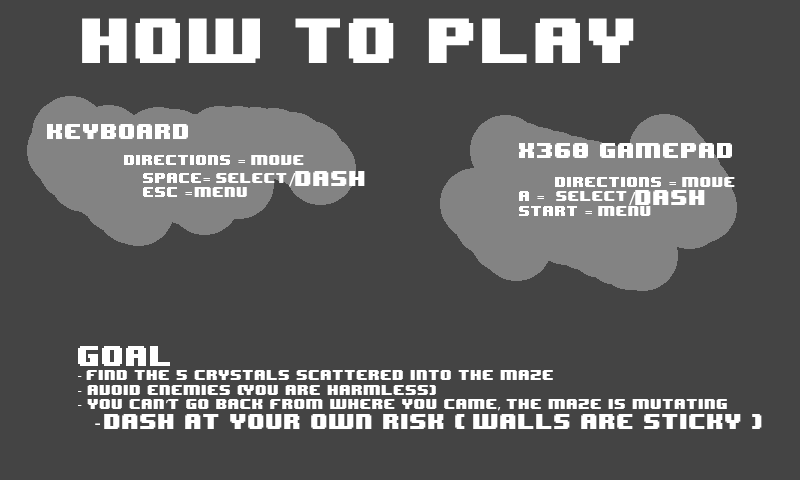 HOW TO PLAY
KEYBOARD
DIRECTIONS = MOVE
SPACE= SELECT/DASH
ESC =MENU
X360 GAMEPAD
DIRECTIONS = MOVE
A = SELECT/DASH
START = MENU
GOAL
- FIND THE 5 CRYSTALS SCATTERED INTO THE MAZE
- AVOID ENEMIES (YOU ARE HARMLESS)
- YOU CAN'T GO BACK FROM WHERE YOU CAME, THE MAZE IS MUTATING
-DASH AT YOUR OWN RISK ( WALLS ARE STICKY )